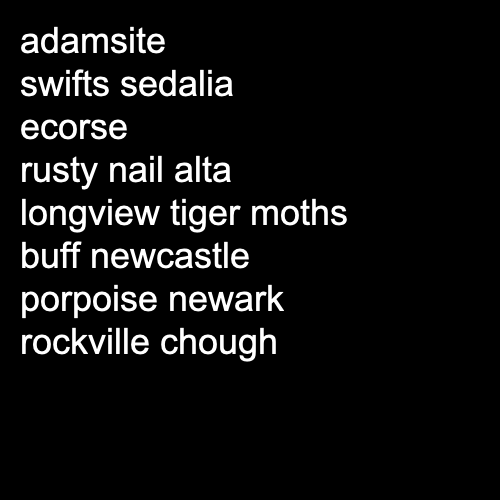 adamsite
swifts sedalia
ecorse
rusty nail alta
longview tiger moths
buff newcastle
porpoise newark
rockville chough